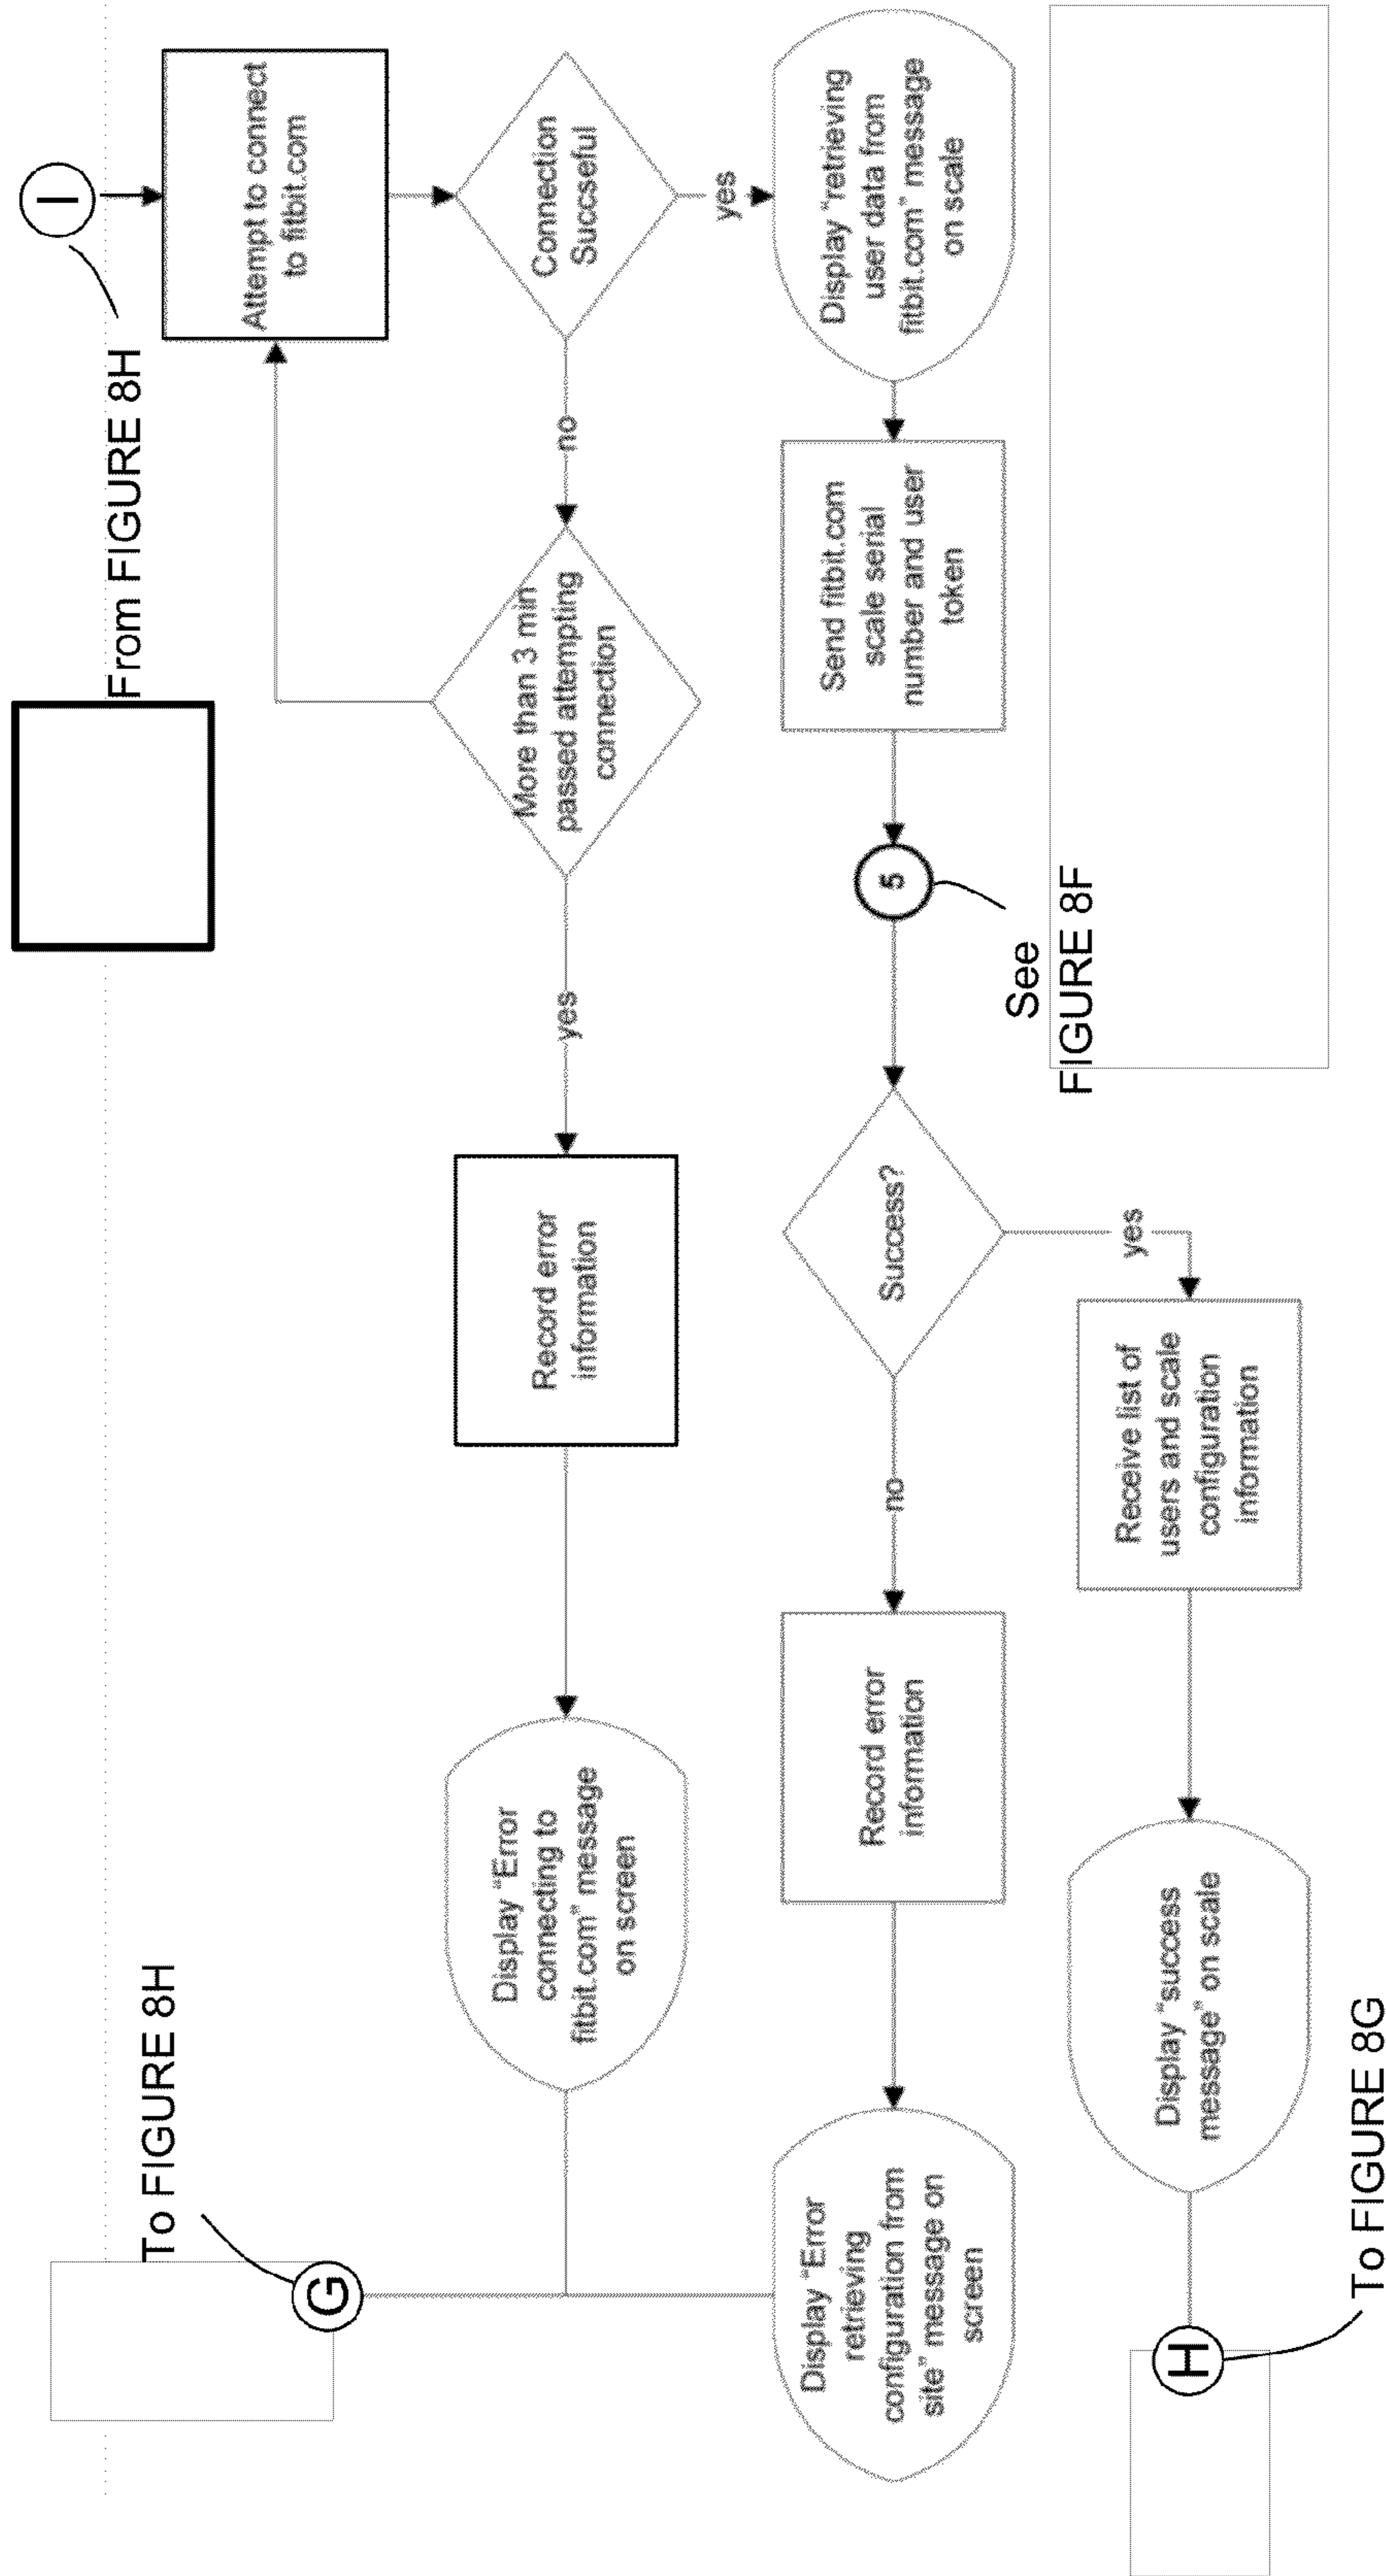 From FIGURE 8H
I
Attempt to connect
to fitbit.com
Connection
Succseful
no
yes
More than 3 min
passed attempting
connection
yes
Record error
information
Display "Error
connecting to
fitbit.com" message
on screen
To FIGURE 8H
G
Display "retrieving
user data from
fitbit.com" message
on scale
Send fitbit.com
scale serial
number and user
token
5
See
FIGURE 8F
Success?
no
yes
Record error
information
Display "Error
retrieving
configuration from
site" message on
screen
Receive list of
users and scale
configuration
information
Display "success
message" on scale
H
To FIGURE 8G